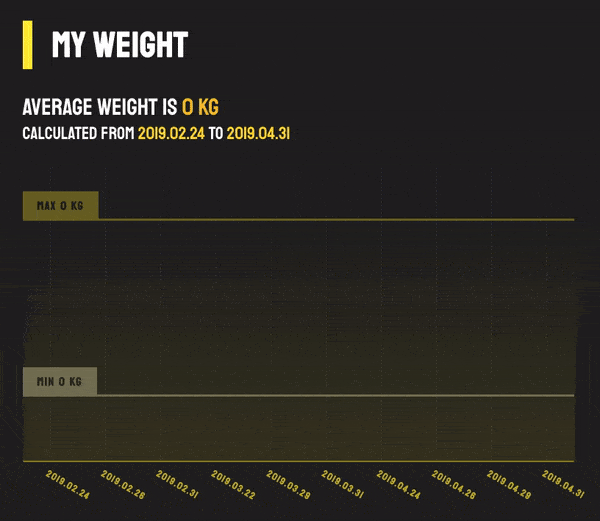 MY WEIGHT
AVERAGE WEIGHT IS 0 KG
CALCULATED FROM 2019.02.24 TO 2019.04.31
MAX 0 KG
MIN 0 KG
2019.02.24
2019.02.28
2019.02.31
2019.03.22
2019.03.29
2019.03.31
2019.04.24
2019.04.28
2019.04.29
2019.04.31